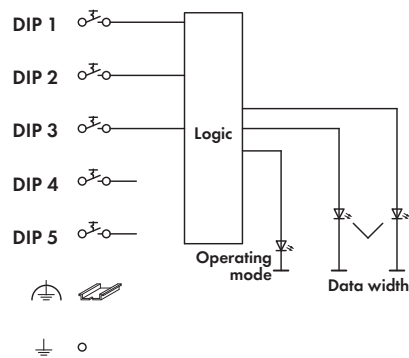 DIP 1
DIP 2
DIP 3
Logic
DIP 4
DIP 5
Operating
mode
Data width